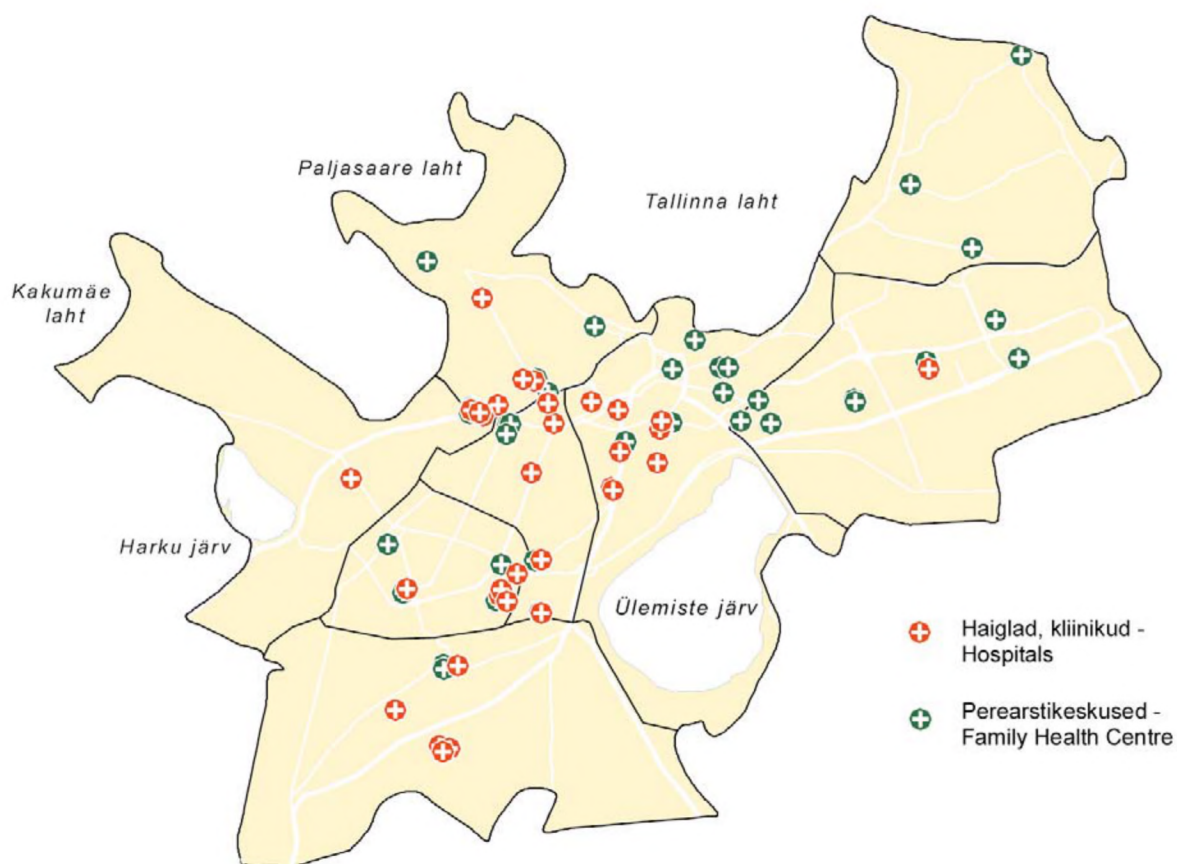 Paljasaare laht
Tallinna laht
Kakumäe
laht
Harku järv
Ülemiste järv
Haiglad, kliinikud -
Hospitals
Perearstikeskused -
Family Health Centre